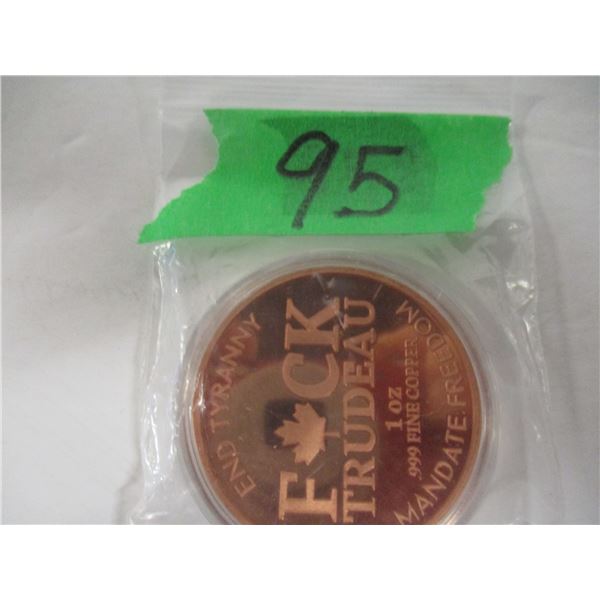 95
END TYRANNY
F CK
TRUDEAU
1 OZ
.999 FINE COPPER
MANDATE FREEDOM